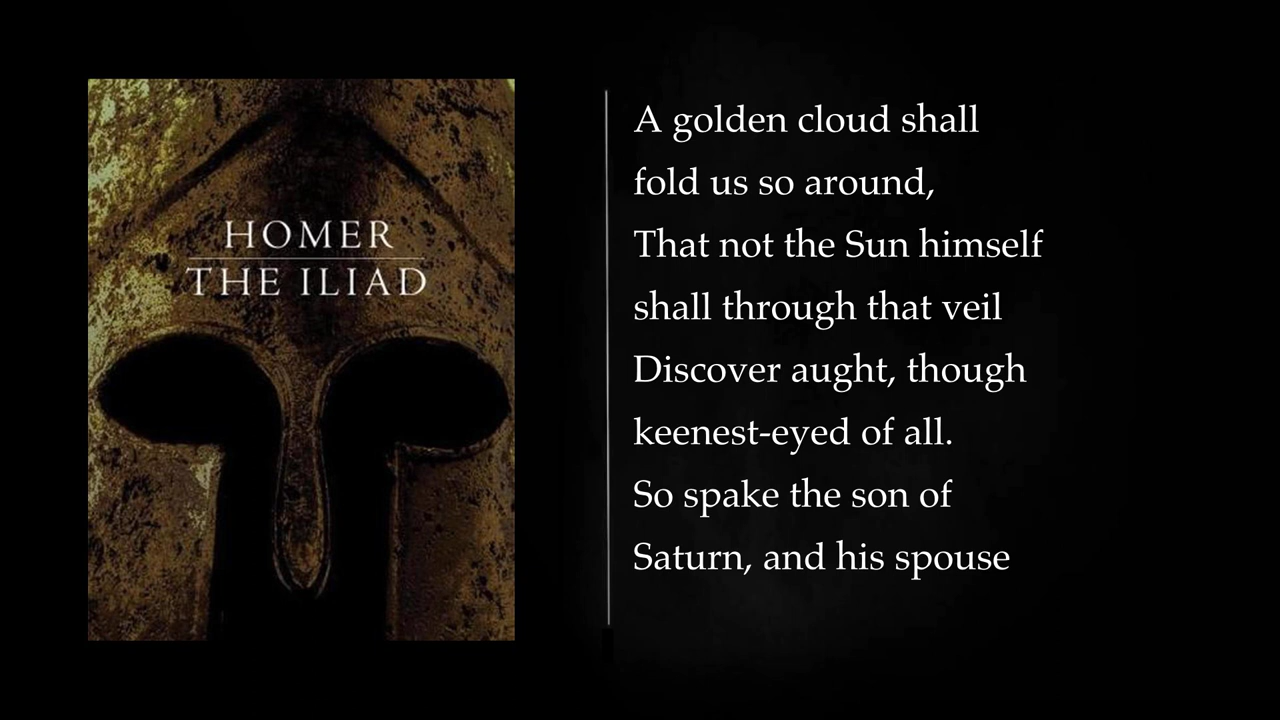 HOMER
THE ILIAD
A golden cloud shall
fold us so around,
That not the Sun himself
shall through that veil
Discover aught, though
keenest-eyed of all.
So spake the son of
Saturn, and his spouse